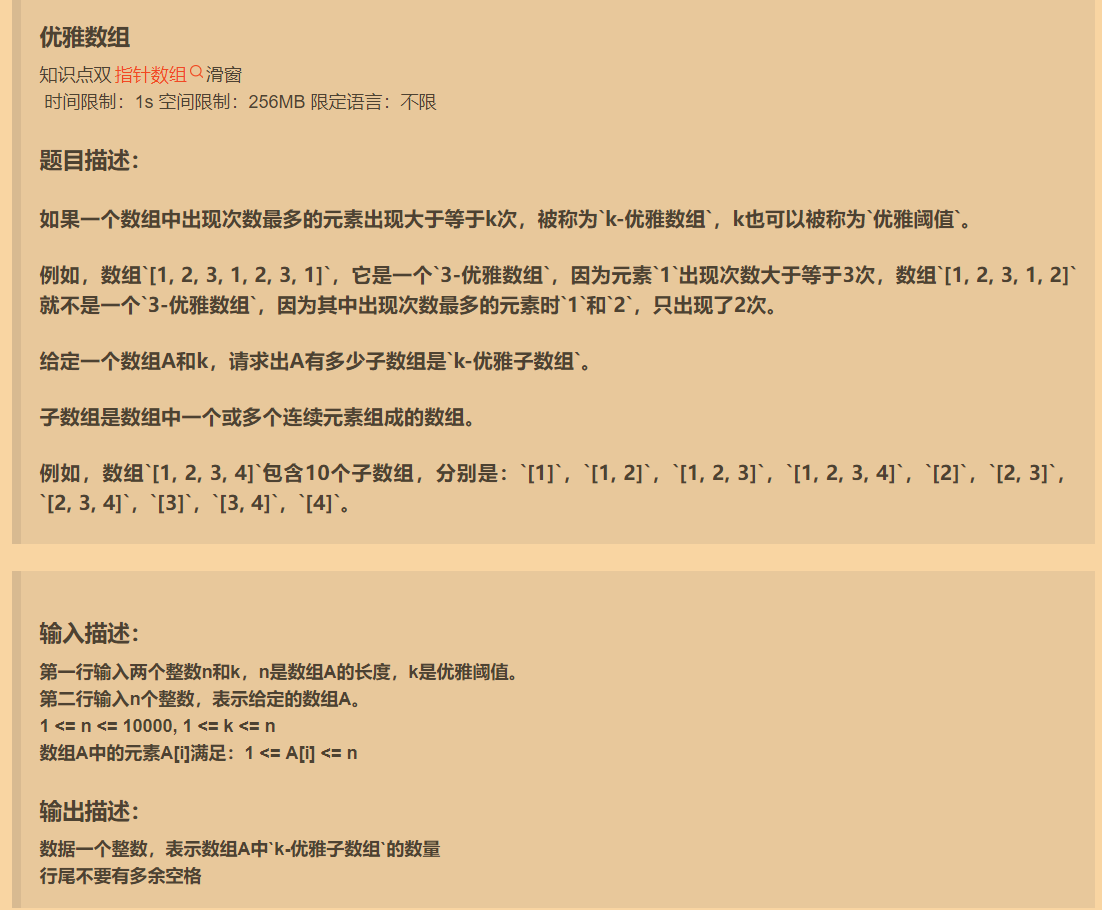 优雅数组
知识点双指针数组滑窗
时间限制：1s 空间限制：256MB 限定语言：不限
题目描述：
如果一个数组中出现次数最多的元素出现大于等于k次，被称为`k-优雅数组`，k也可以被称为`优雅阈值`。
例如，数组`[1, 2, 3, 1, 2, 3, 1]`，它是一个`3-优雅数组`，因为元素`1`出现次数大于等于3次，数组`[1, 2, 3, 1, 2]`
就不是一个`3-优雅数组`，因为其中出现次数最多的元素时`1`和`2`，只出现了2次。
给定一个数组A和k，请求出A有多少子数组是`k-优雅子数组`。
子数组是数组中一个或多个连续元素组成的数组。
例如，数组`[1, 2, 3, 4]`包含10个子数组，分别是：`[1]`，`[1, 2]`，`[1, 2, 3]`，`[1, 2, 3, 4]`，`[2]`，`[2, 3]`，
`[2, 3, 4]`，`[3]`，`[3, 4]`，`[4]`。
输入描述：
第一行输入两个整数n和k，n是数组A的长度，k是优雅阈值。
第二行输入n个整数，表示给定的数组A。
1 <= n <= 10000, 1 <= k <= n
数组A中的元素A[i]满足：1 <= A[i] <= n
输出描述：
数据一个整数，表示数组A中`k-优雅子数组`的数量
行尾不要有多余空格